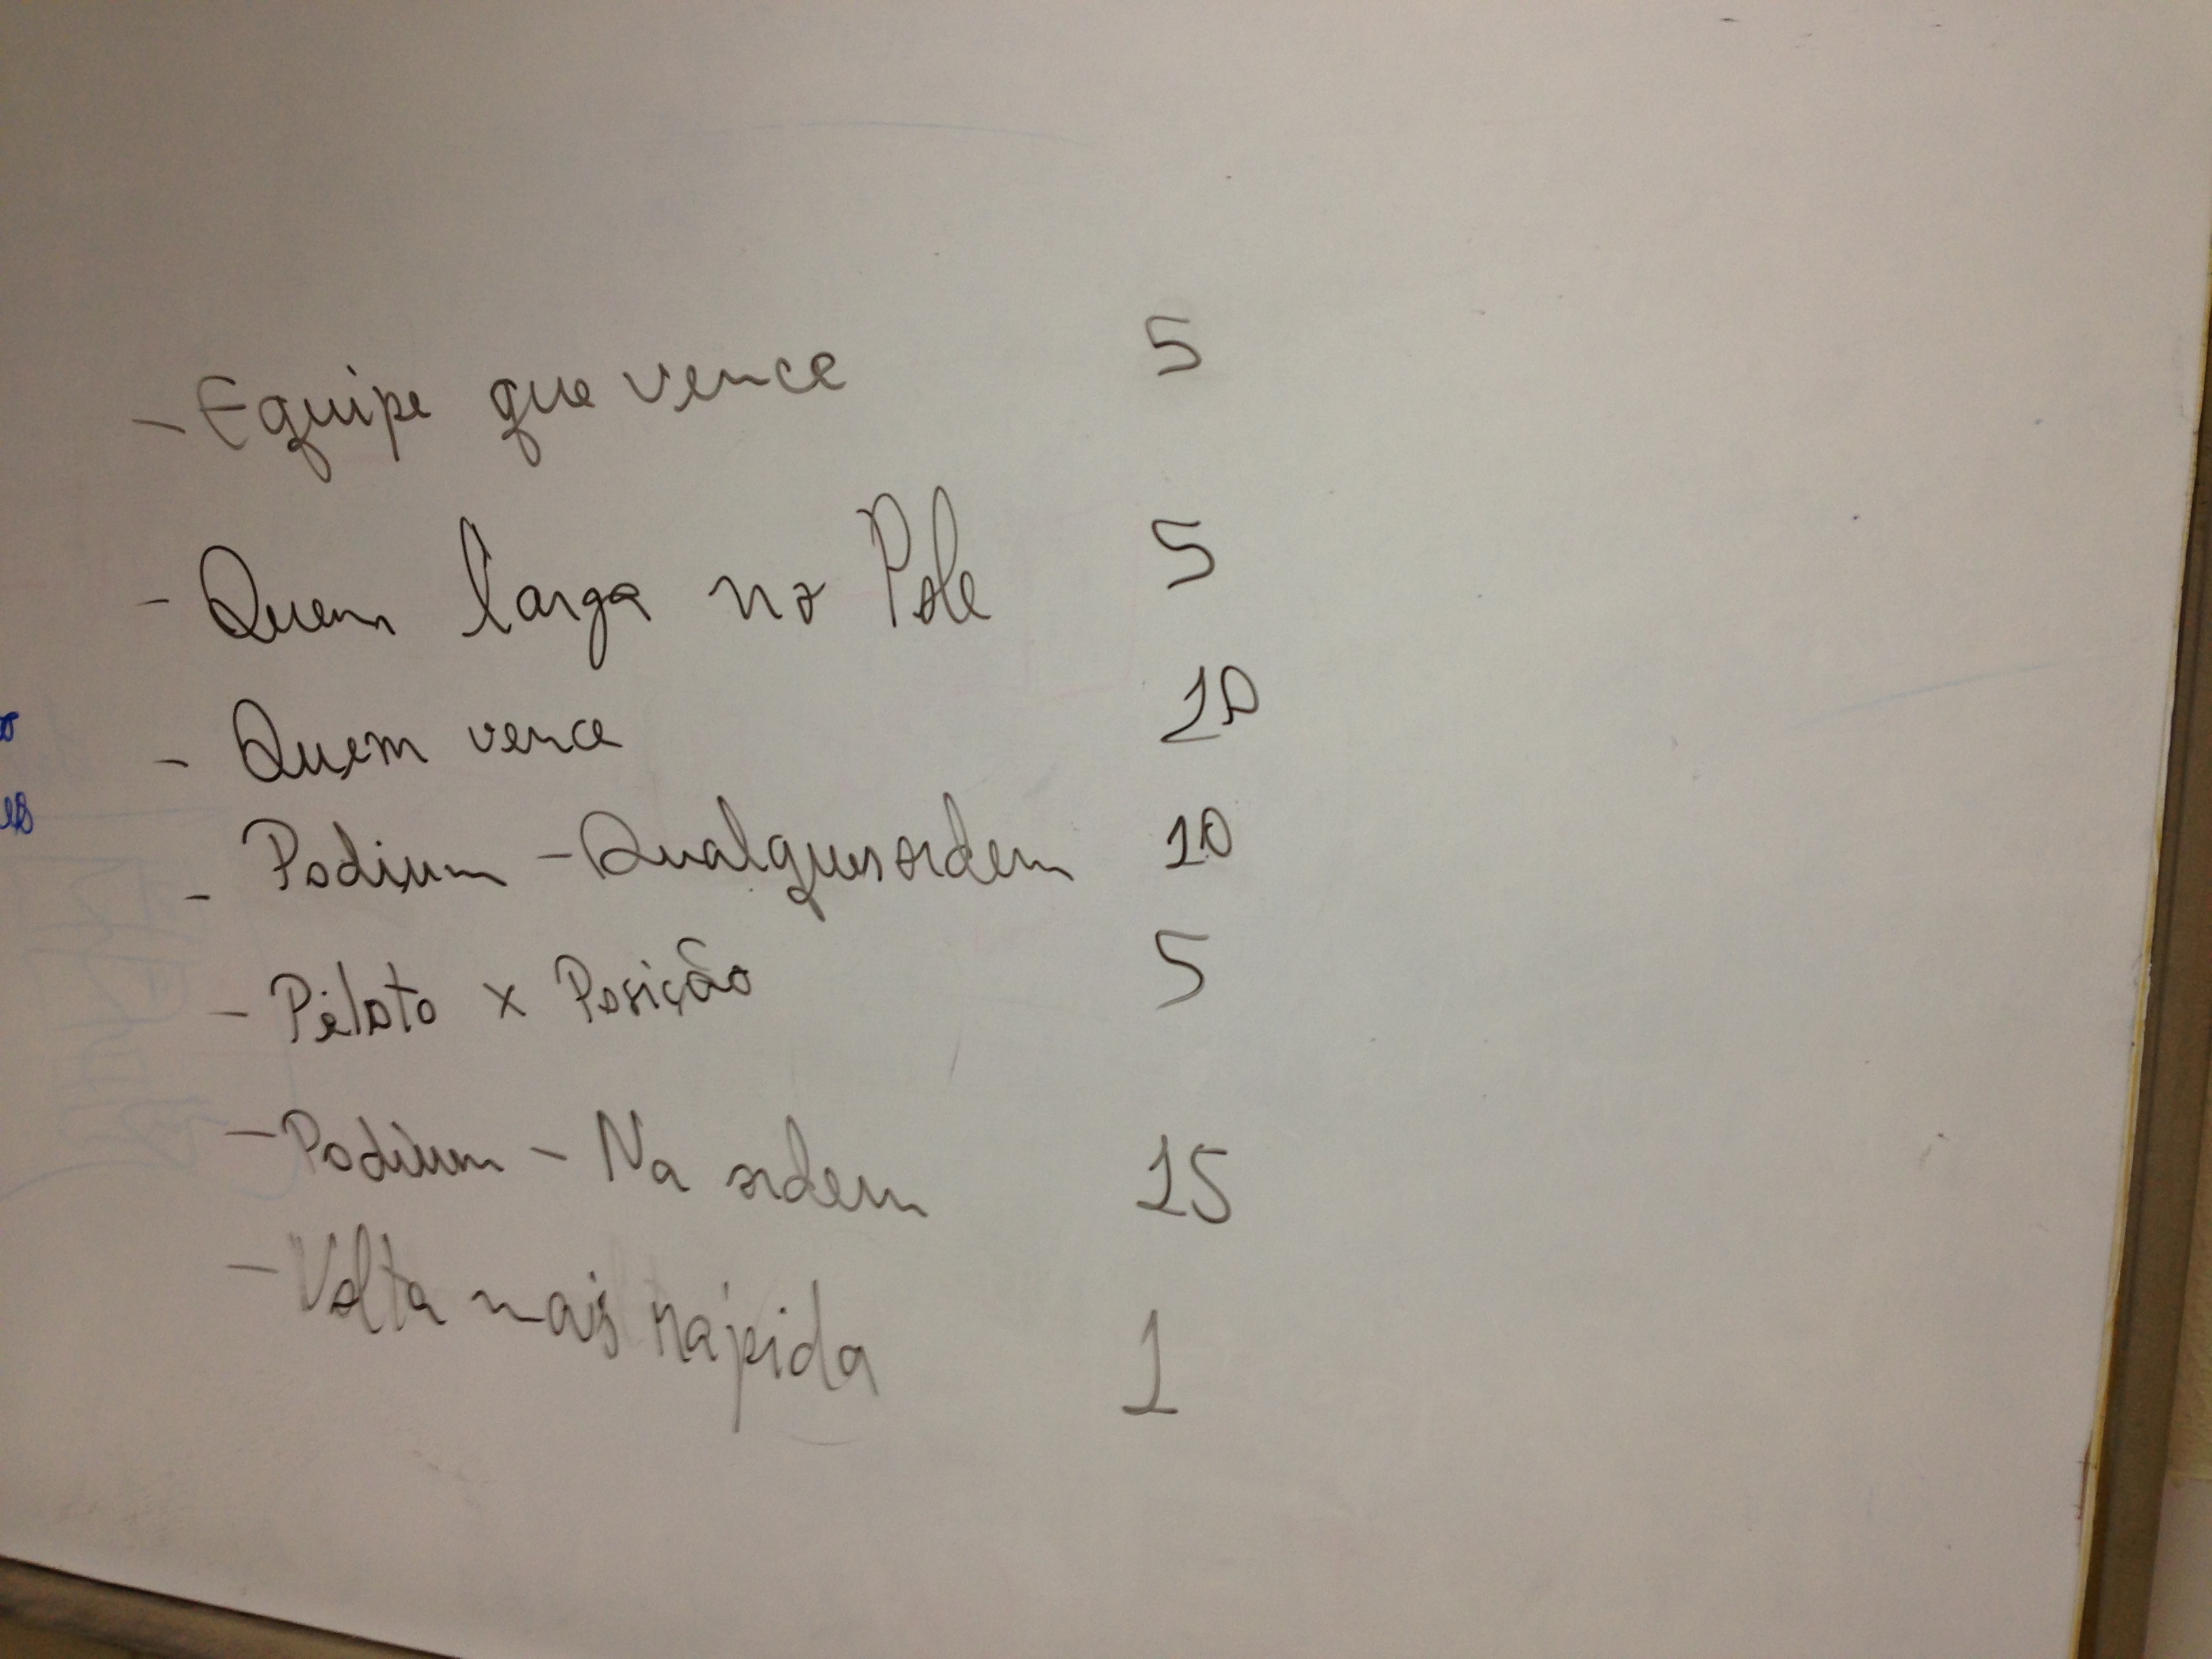 - Equipe que vence 5
- Quem larga no Pole 5
- Quem vence 10
- Podium - Qualquer ordem 10
- Piloto x Posição 5
- Podium - Na ordem 15
- Volta mais rápida 1